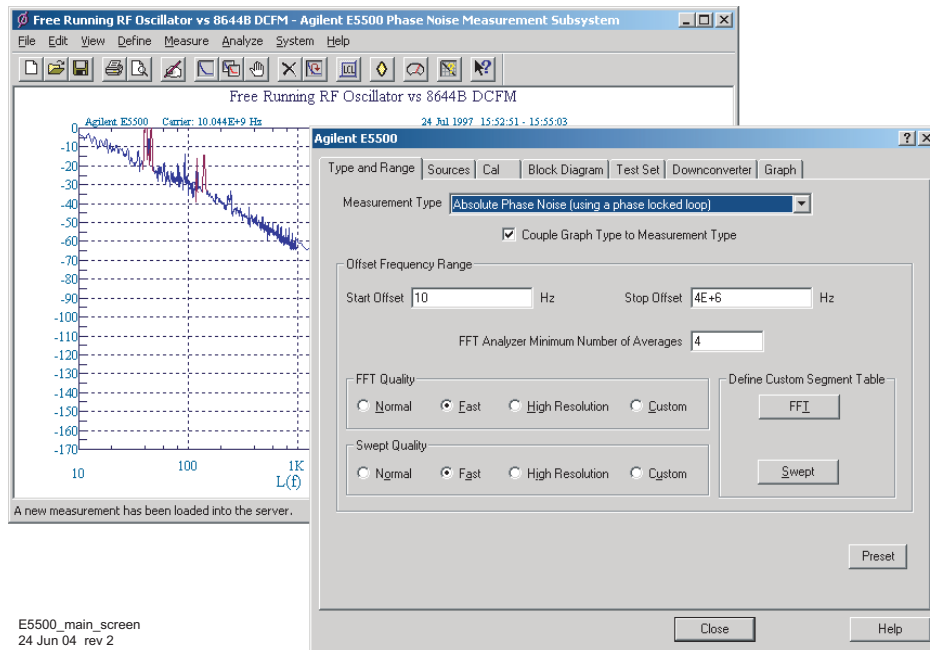 Free Running RF Oscillator vs 8644B DCFM - Agilent E5500 Phase Noise Measurement Subsystem
File Edit View Define Measure Analyze System Help
Free Running RF Oscillator vs 8644B DCFM
Agilent E5500 Carrier: 10.044E+9 Hz 24 Jul 1997 15:52:51 - 15:55:03
0
-10
-20
-30
-40
-50
-60
-70
-80
-90
-100
-110
-120
-130
-140
-150
-160
-170
10 100 1K
L(f)
A new measurement has been loaded into the server.
Agilent E5500
Type and Range Sources Cal Block Diagram Test Set Downconverter Graph
Measurement Type Absolute Phase Noise (using a phase locked loop)
Couple Graph Type to Measurement Type
Offset Frequency Range
Start Offset 10 Hz Stop Offset 4E+6 Hz
FFT Analyzer Minimum Number of Averages 4
FFT Quality
Normal Fast High Resolution Custom
Define Custom Segment Table
FFT
Swept Quality
Normal Fast High Resolution Custom
Swept
Preset
Close Help
E5500_main_screen
24 Jun 04 rev 2